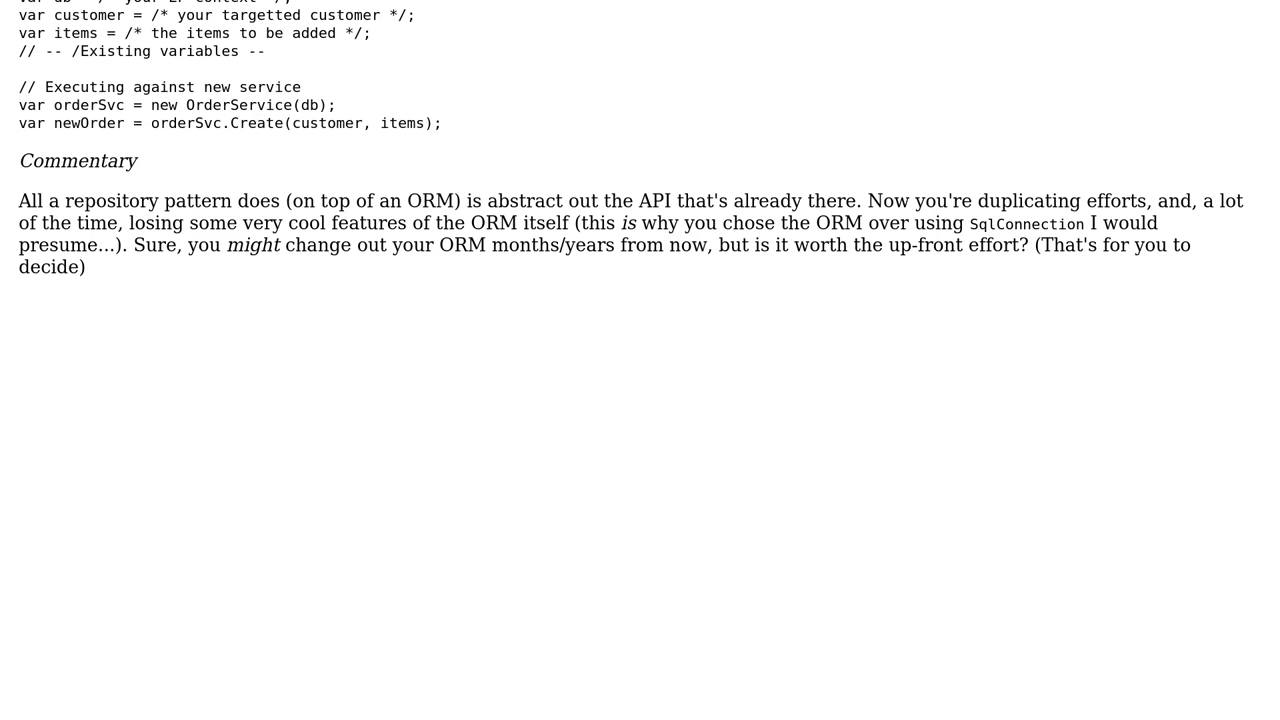 var customer = /* your targetted customer */;
var items = /* the items to be added */;
// -- /Existing variables --
// Executing against new service
var orderSvc = new OrderService(db);
var newOrder = orderSvc.Create(customer, items);
Commentary
All a repository pattern does (on top of an ORM) is abstract out the API that's already there. Now you're duplicating efforts, and, a lot
of the time, losing some very cool features of the ORM itself (this is why you chose the ORM over using SqlConnection I would
presume...). Sure, you might change out your ORM months/years from now, but is it worth the up-front effort? (That's for you to
decide)